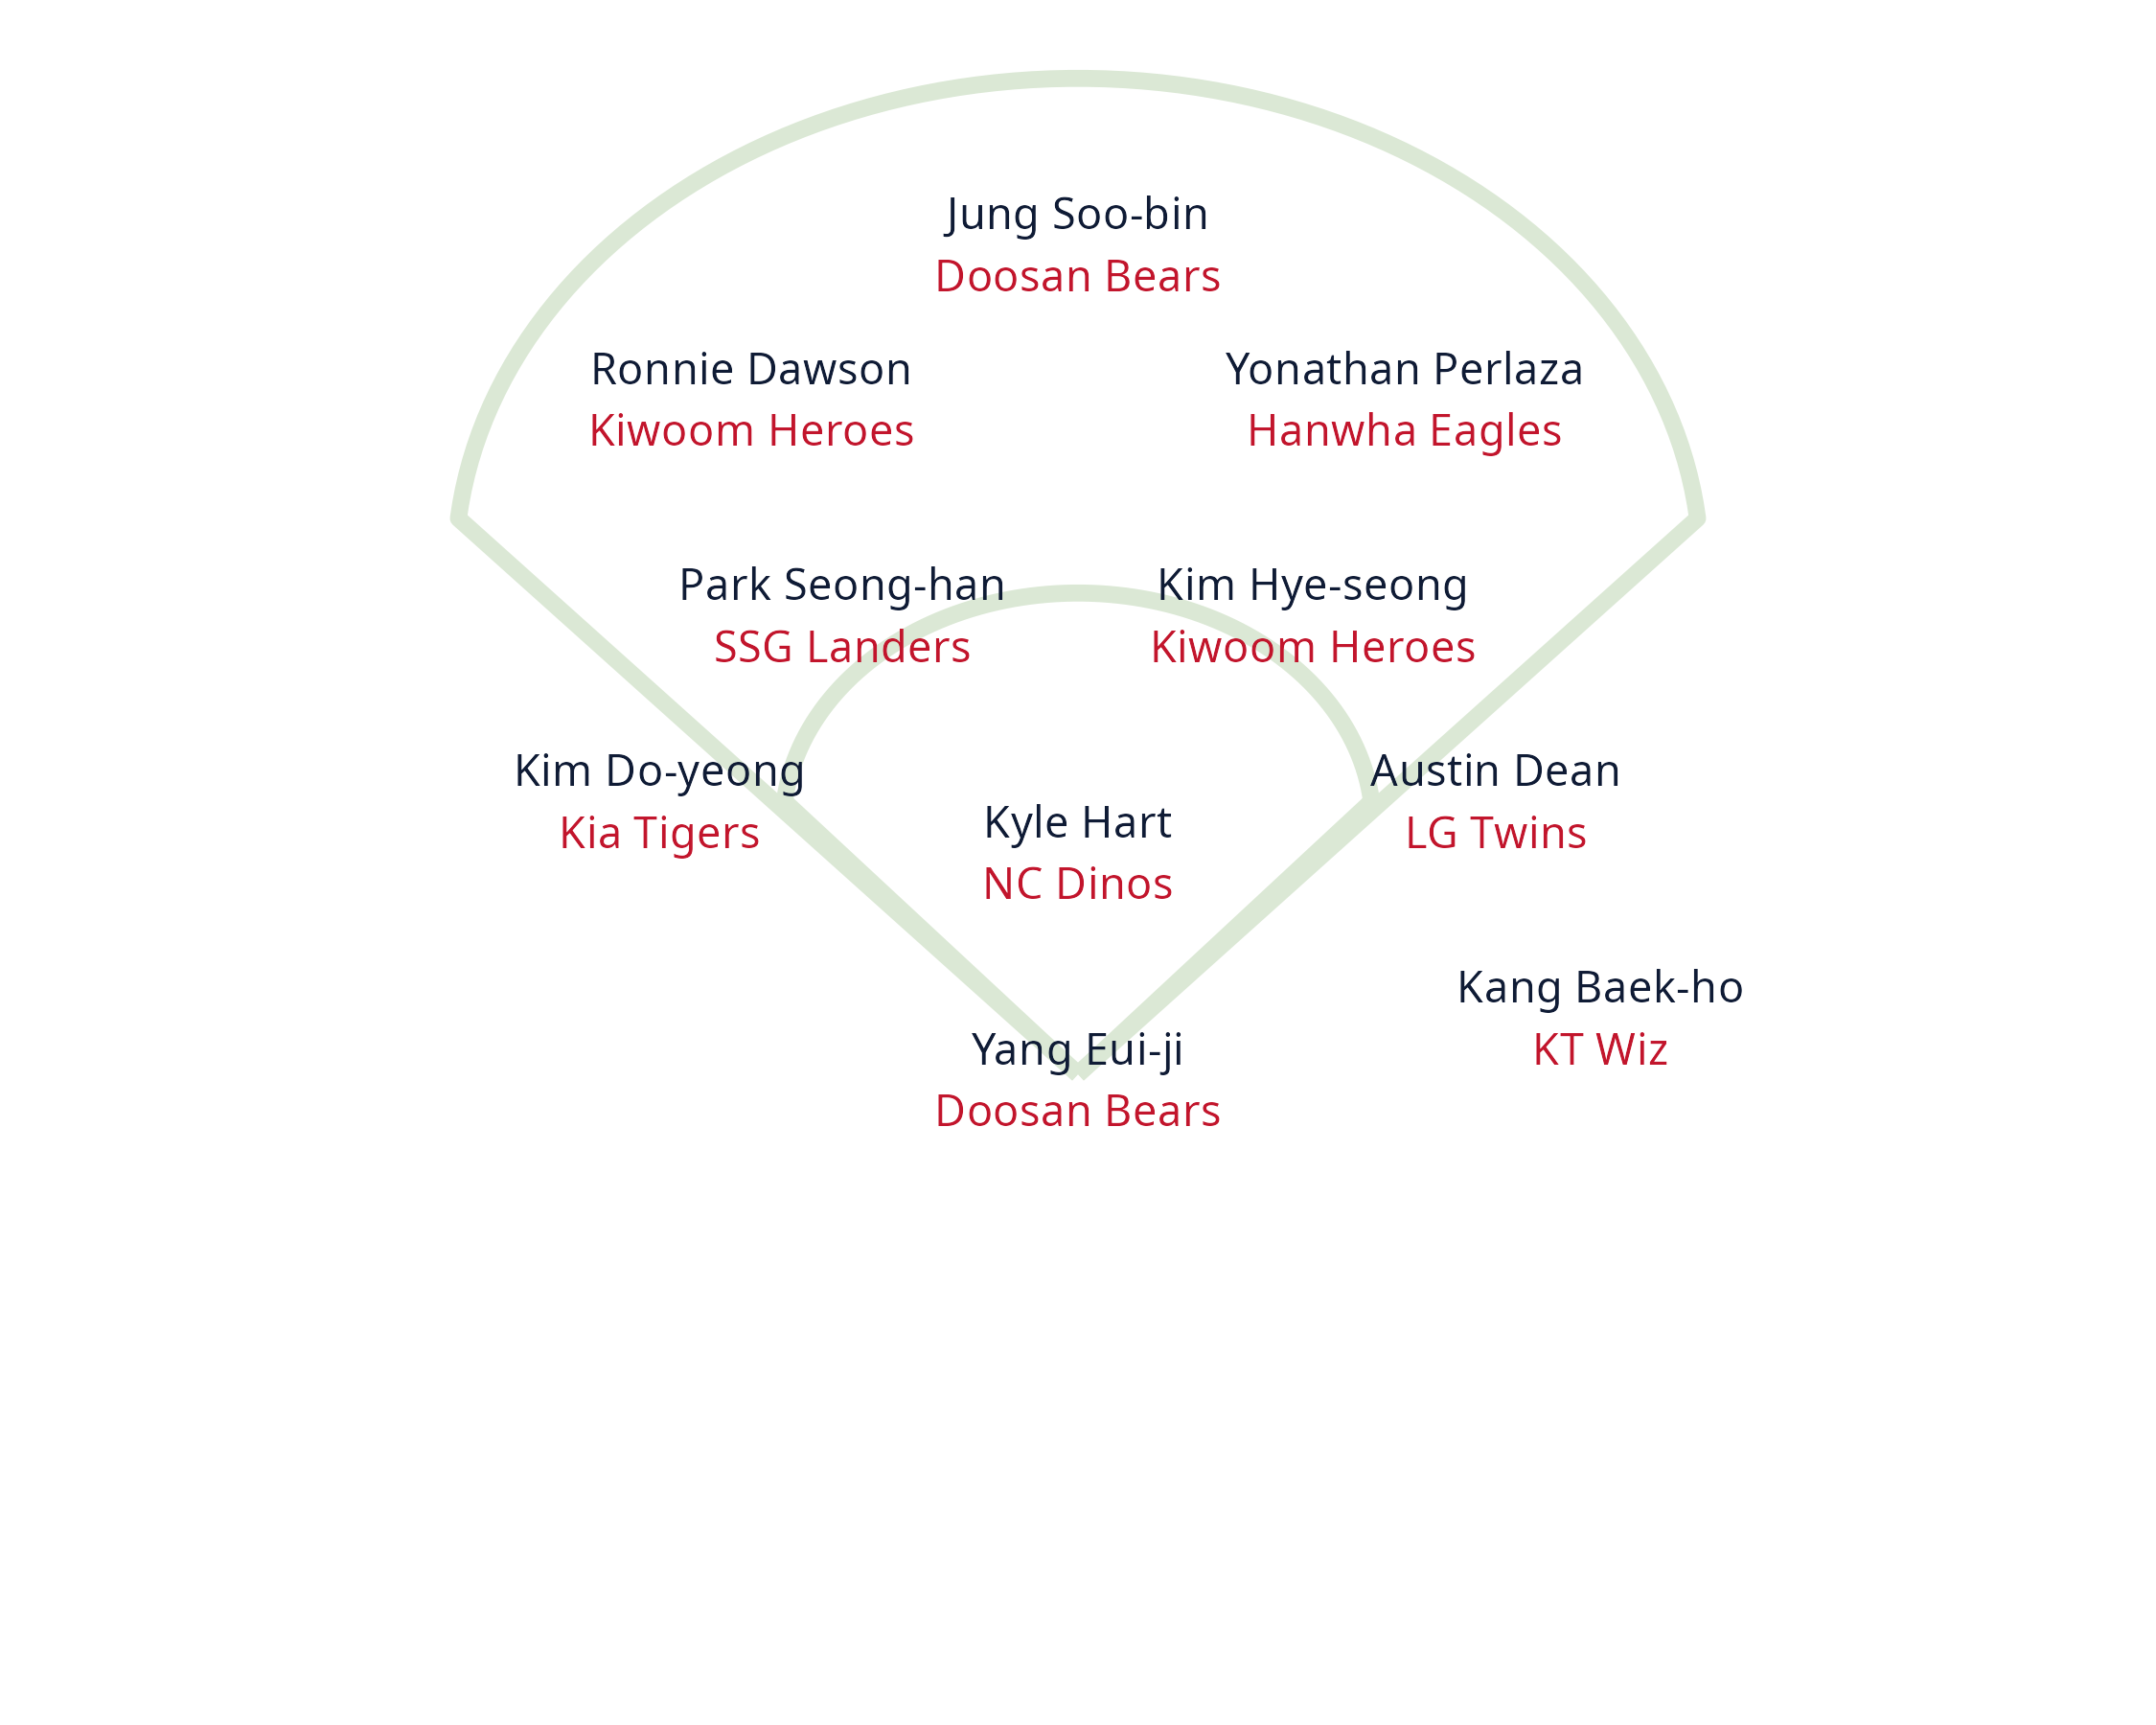 Jung Soo-bin
Doosan Bears
Ronnie Dawson
Kiwoom Heroes
Yonathan Perlaza
Hanwha Eagles
Park Seong-han
SSG Landers
Kim Hye-seong
Kiwoom Heroes
Kim Do-yeong
Kia Tigers
Kyle Hart
NC Dinos
Austin Dean
LG Twins
Kang Baek-ho
KT Wiz
Yang Eui-ji
Doosan Bears